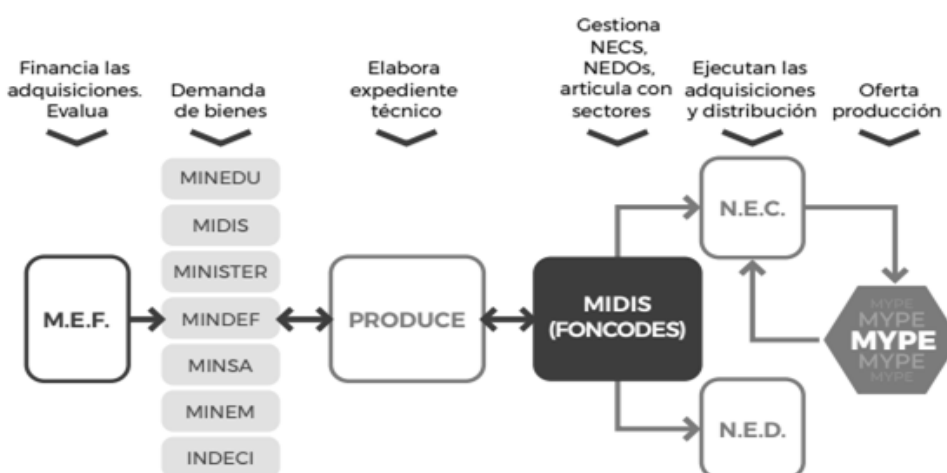 Financia las
adquisiciones.
Evalua
Demanda
de bienes
Elabora
expediente
técnico
Gestiona
NECS,
NEDOs,
articula con
sectores
Ejecutan las
adquisiciones
y distribución
Oferta
producción
M.E.F.
MINEDU
MIDIS
MINISTER
MINDEF
MINSA
MINEM
INDECI
PRODUCE
MIDIS
(FONCODES)
N.E.C.
N.E.D.
MYPE
MYPE
MYPE
MYPE
MYPE